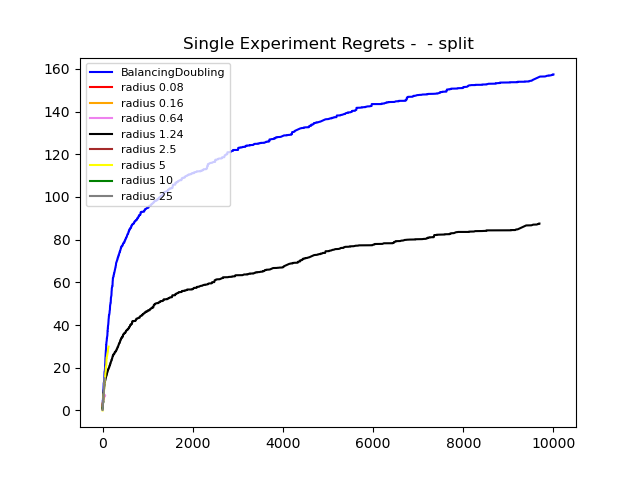 Single Experiment Regrets -  - split
BalancingDoubling
radius 0.08
radius 0.16
radius 0.64
radius 1.24
radius 2.5
radius 5
radius 10
radius 25
160
140
120
100
80
60
40
20
0
0 2000 4000 6000 8000 10000